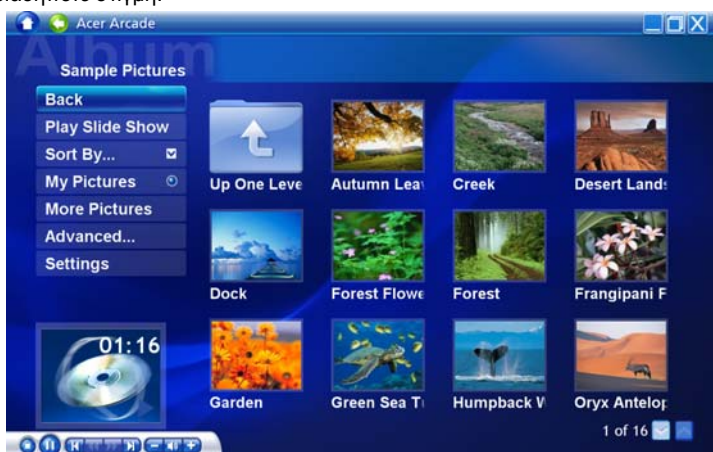 Acer Arcade
Album
Sample Pictures
Back
Play Slide Show
Sort By...
My Pictures
More Pictures
Advanced...
Settings
Up One Leve
Autumn Leav
Creek
Desert Lands
Dock
Forest Flowe
Forest
Frangipani F
01:16
Garden
Green Sea T
Humpback W
Oryx Antelop
1 of 16